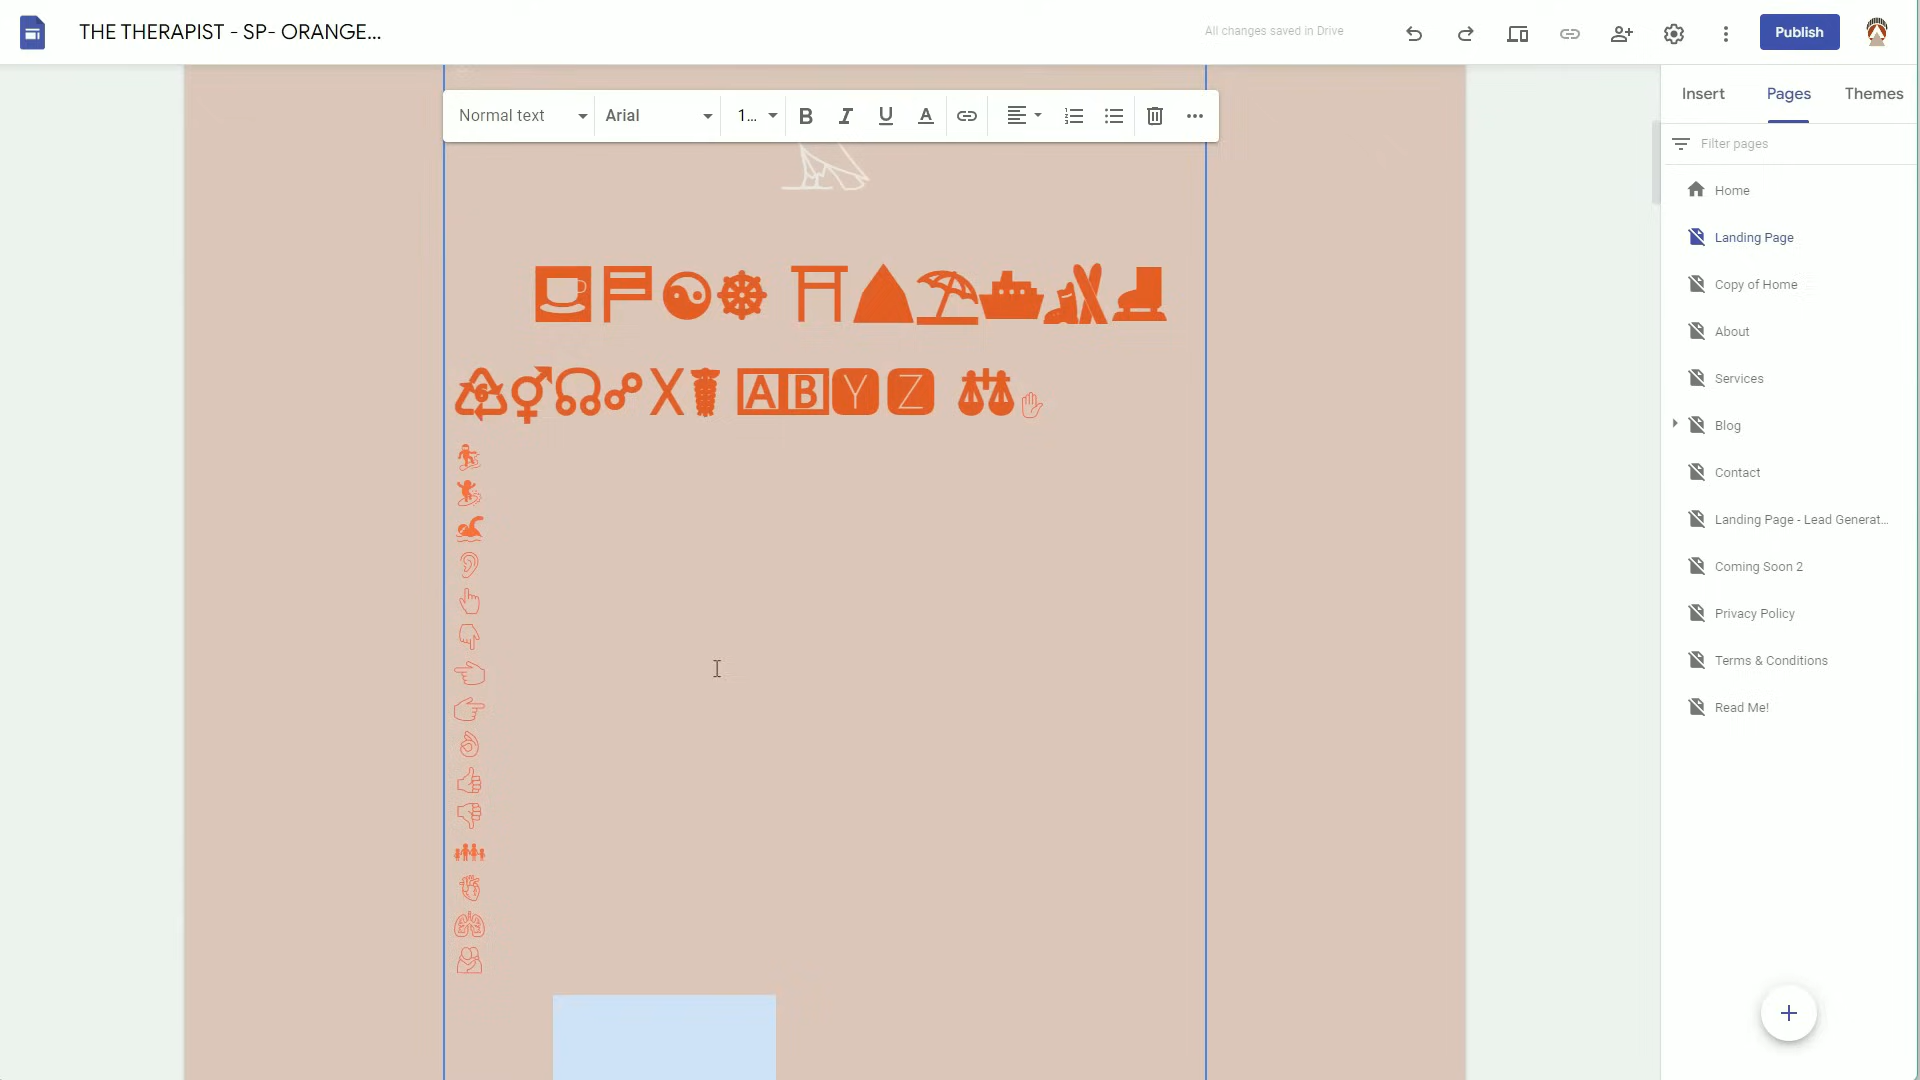 THE THERAPIST - SP- ORANGE...
All changes saved in Drive
Publish
Insert
Pages
Themes
Normal text
Arial
1...
B
I
U
A
Filter pages
Home
Landing Page
Copy of Home
About
Services
Blog
Contact
Landing Page - Lead Generat...
Coming Soon 2
Privacy Policy
Terms & Conditions
Read Me!
X A B Y Z